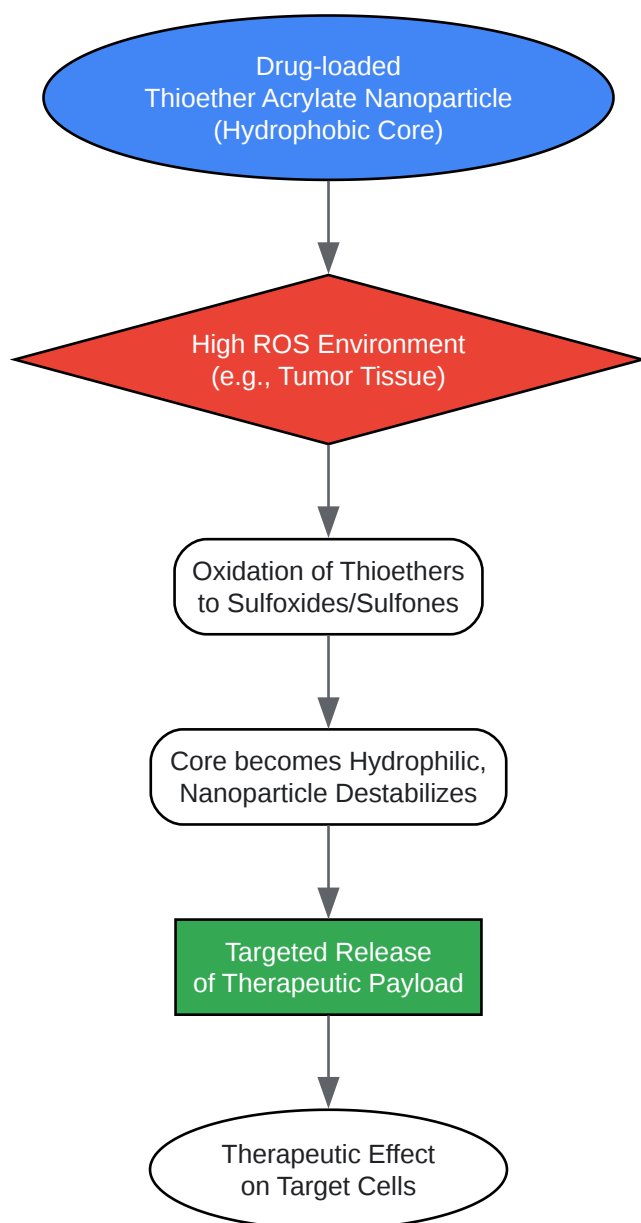 Drug-loaded
Thioether Acrylate Nanoparticle
(Hydrophobic Core)
High ROS Environment
(e.g., Tumor Tissue)
Oxidation of Thioethers
to Sulfoxides/Sulfones
Core becomes Hydrophilic,
Nanoparticle Destabilizes
Targeted Release
of Therapeutic Payload
Therapeutic Effect
on Target Cells